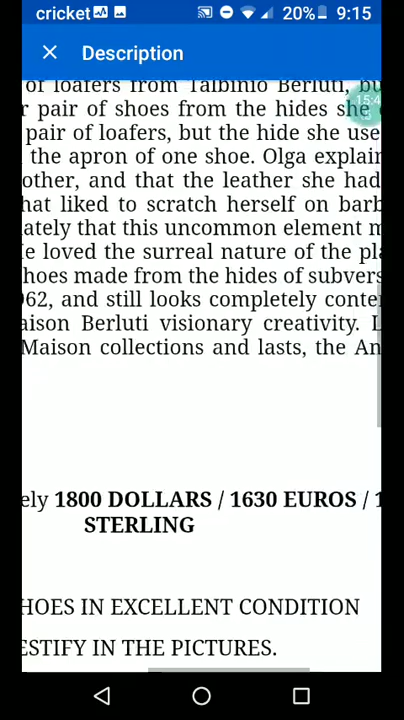 cricket 20% 9:15
Description
of loafers from Talbinio Berluti, bu
r pair of shoes from the hides she
pair of loafers, but the hide she use
the apron of one shoe. Olga explain
other, and that the leather she had
hat liked to scratch herself on barb
lately that this uncommon element m
He loved the surreal nature of the pla
hoes made from the hides of subvers
962, and still looks completely conte
aison Berluti visionary creativity. L
Maison collections and lasts, the An
ely 1800 DOLLARS / 1630 EUROS / 1
STERLING
HOES IN EXCELLENT CONDITION
ESTIFY IN THE PICTURES.